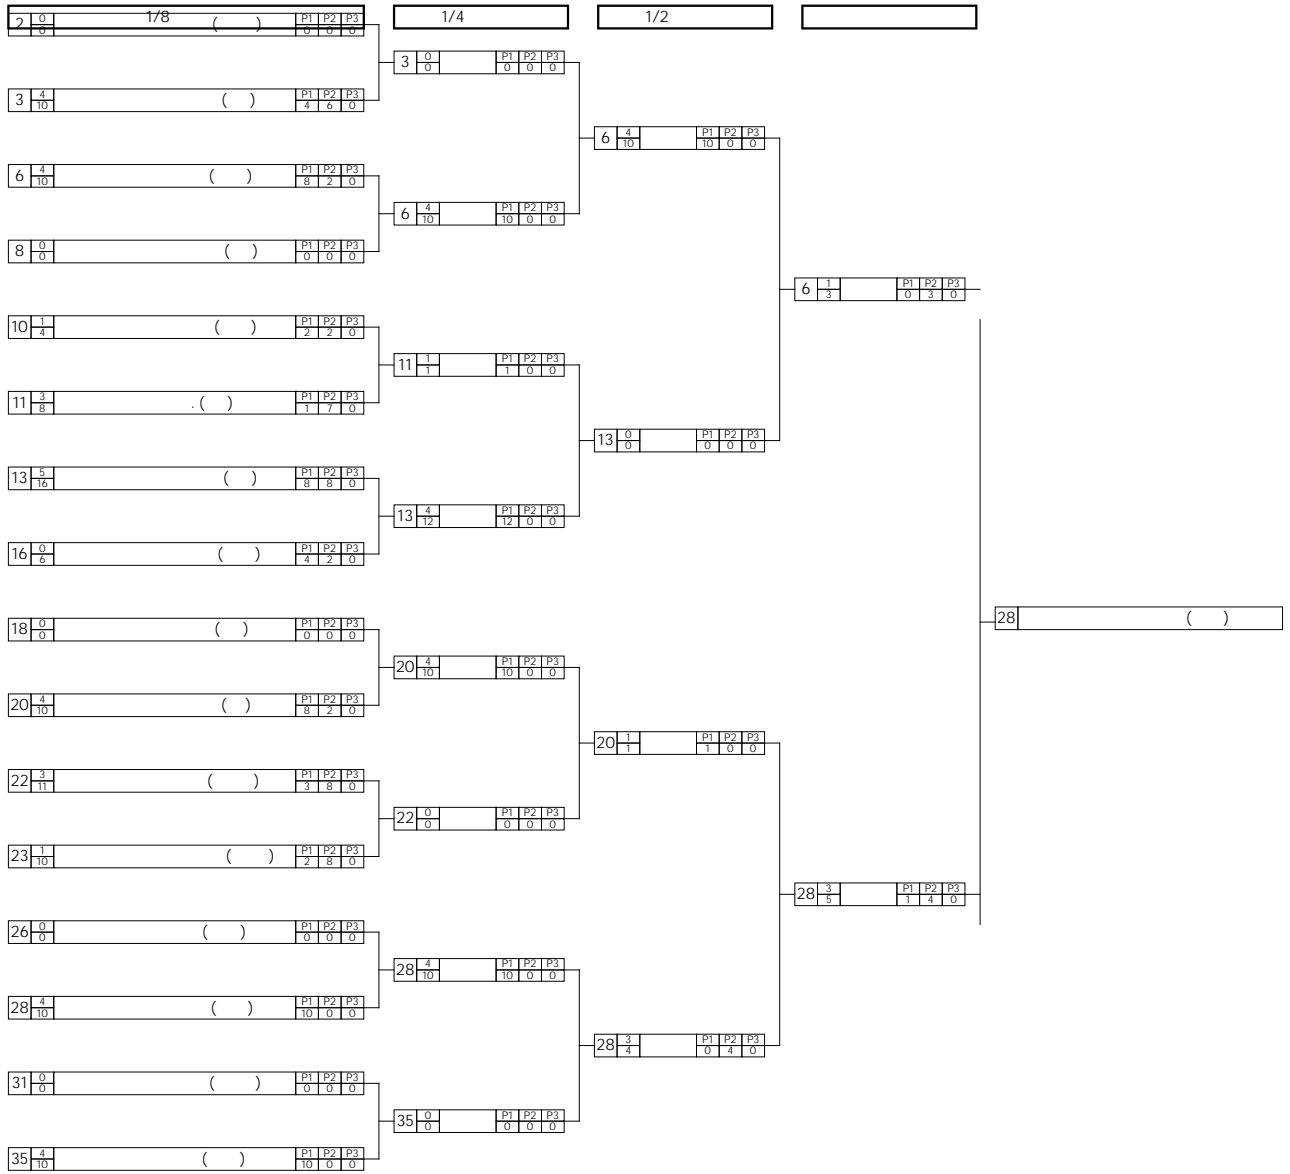 1/8 1/4 1/2
2 0 0 ( ) P1 P2 P3 0 0 0
3 0 0 P1 P2 P3 0 0 0
3 4 10 ( ) P1 P2 P3 4 6 0
6 4 10 P1 P2 P3 10 0 0
6 4 10 ( ) P1 P2 P3 8 2 0
6 4 10 P1 P2 P3 10 0 0
8 0 0 ( ) P1 P2 P3 0 0 0
6 1 3 P1 P2 P3 0 3 0
10 1 4 ( ) P1 P2 P3 2 2 0
11 1 1 P1 P2 P3 1 0 0
11 3 8 . ( ) P1 P2 P3 1 7 0
13 0 0 P1 P2 P3 0 0 0
13 5 16 ( ) P1 P2 P3 8 8 0
13 4 12 P1 P2 P3 12 0 0
16 0 6 ( ) P1 P2 P3 4 2 0
28 ( )
18 0 0 ( ) P1 P2 P3 0 0 0
20 4 10 P1 P2 P3 10 0 0
20 4 10 ( ) P1 P2 P3 8 2 0
20 1 1 P1 P2 P3 1 0 0
22 3 11 ( ) P1 P2 P3 3 8 0
22 0 0 P1 P2 P3 0 0 0
23 1 10 ( ) P1 P2 P3 2 8 0
28 3 5 P1 P2 P3 1 4 0
26 0 0 ( ) P1 P2 P3 0 0 0
28 4 10 P1 P2 P3 10 0 0
28 4 10 ( ) P1 P2 P3 10 0 0
28 3 4 P1 P2 P3 0 4 0
31 0 0 ( ) P1 P2 P3 0 0 0
35 0 0 P1 P2 P3 0 0 0
35 4 10 ( ) P1 P2 P3 10 0 0